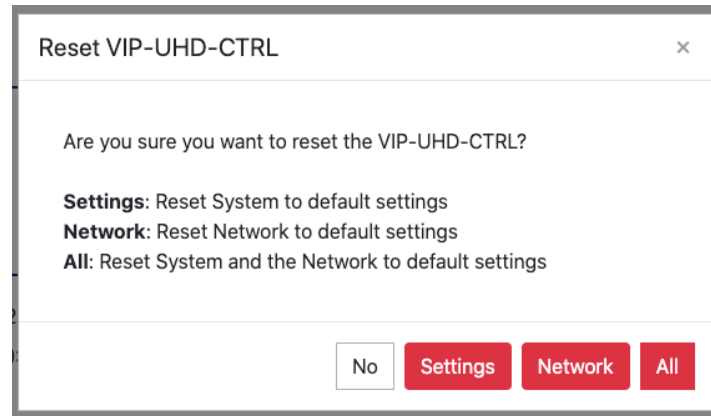 Reset VIP-UHD-CTRL ×
Are you sure you want to reset the VIP-UHD-CTRL?
Settings: Reset System to default settings
Network: Reset Network to default settings
All: Reset System and the Network to default settings
No Settings Network All